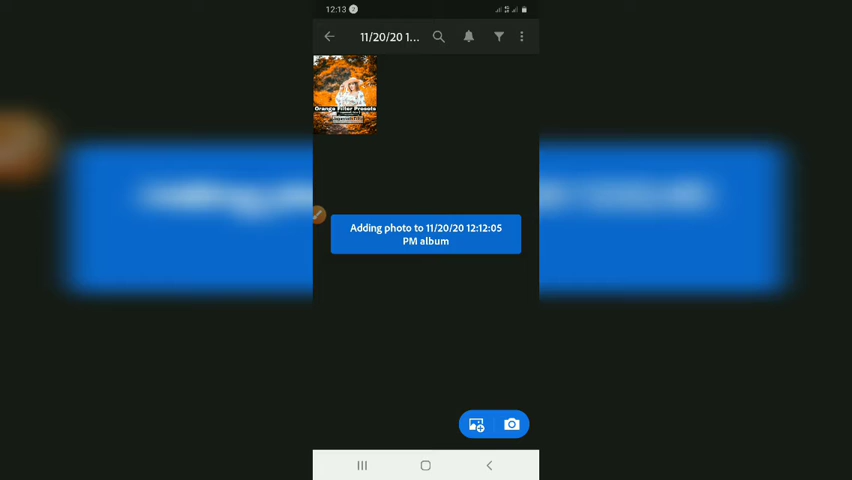 12:13
11/20/20 1...
Orange Filter Presets
Adding photo to 11/20/20 12:12:05
PM album